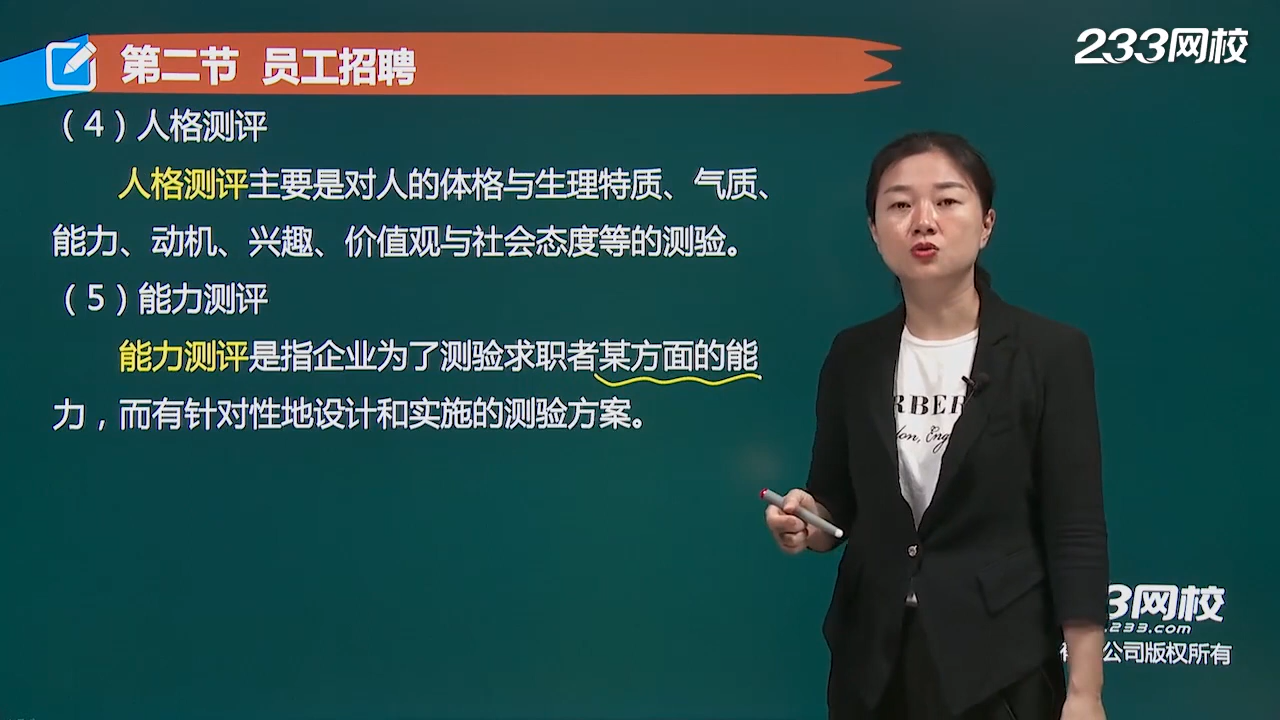 第二节 员工招聘
233网校
（4）人格测评
人格测评主要是对人的体格与生理特质、气质、
能力、动机、兴趣、价值观与社会态度等的测验。
（5）能力测评
能力测评是指企业为了测验求职者某方面的能
力，而有针对性地设计和实施的测验方案。
RBER
don, Eng
3网校
.233.com
公司版权所有